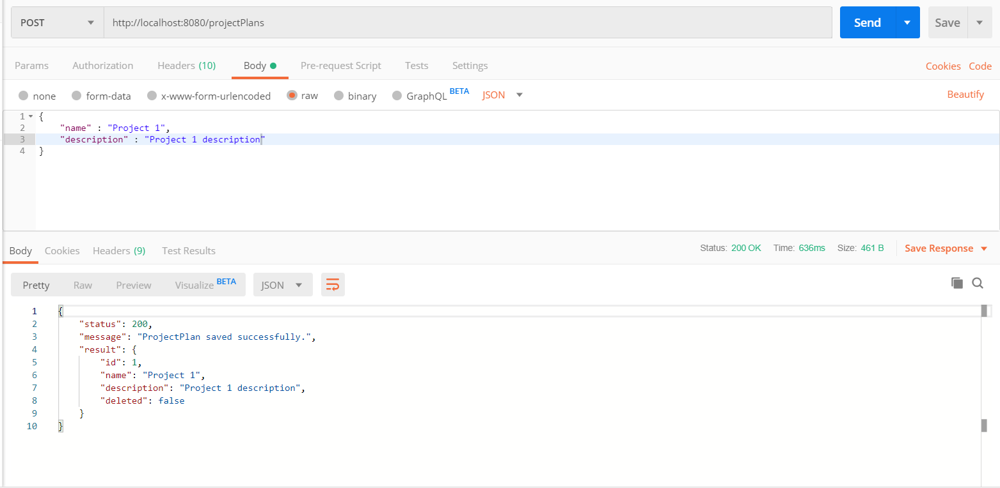 POST http://localhost:8080/projectPlans Send Save
Params Authorization Headers (10) Body Pre-request Script Tests Settings Cookies Code
none form-data x-www-form-urlencoded raw binary GraphQL BETA JSON Beautify
1 {
2 "name" : "Project 1",
3 "description" : "Project 1 description"
4 }
Body Cookies Headers (9) Test Results Status: 200 OK Time: 636ms Size: 461 B Save Response
Pretty Raw Preview Visualize BETA JSON
1 {
2 "status": 200,
3 "message": "ProjectPlan saved successfully.",
4 "result": {
5 "id": 1,
6 "name": "Project 1",
7 "description": "Project 1 description",
8 "deleted": false
9 }
10 }